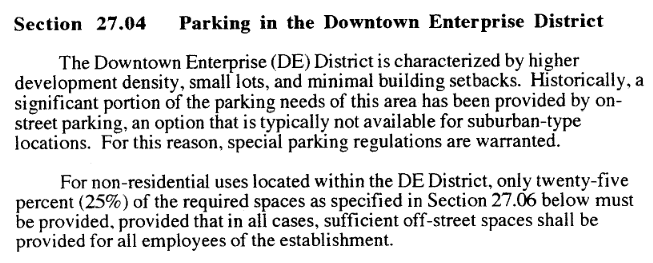 Section 27.04 Parking in the Downtown Enterprise District
The Downtown Enterprise (DE) District is characterized by higher
development density, small lots, and minimal building setbacks. Historically, a
significant portion of the parking needs of this area has been provided by on-
street parking, an option that is typically not available for suburban-type
locations. For this reason, special parking regulations are warranted.
For non-residential uses located within the DE District, only twenty-five
percent (25%) of the required spaces as specified in Section 27.06 below must
be provided, provided that in all cases, sufficient off-street spaces shall be
provided for all employees of the establishment.